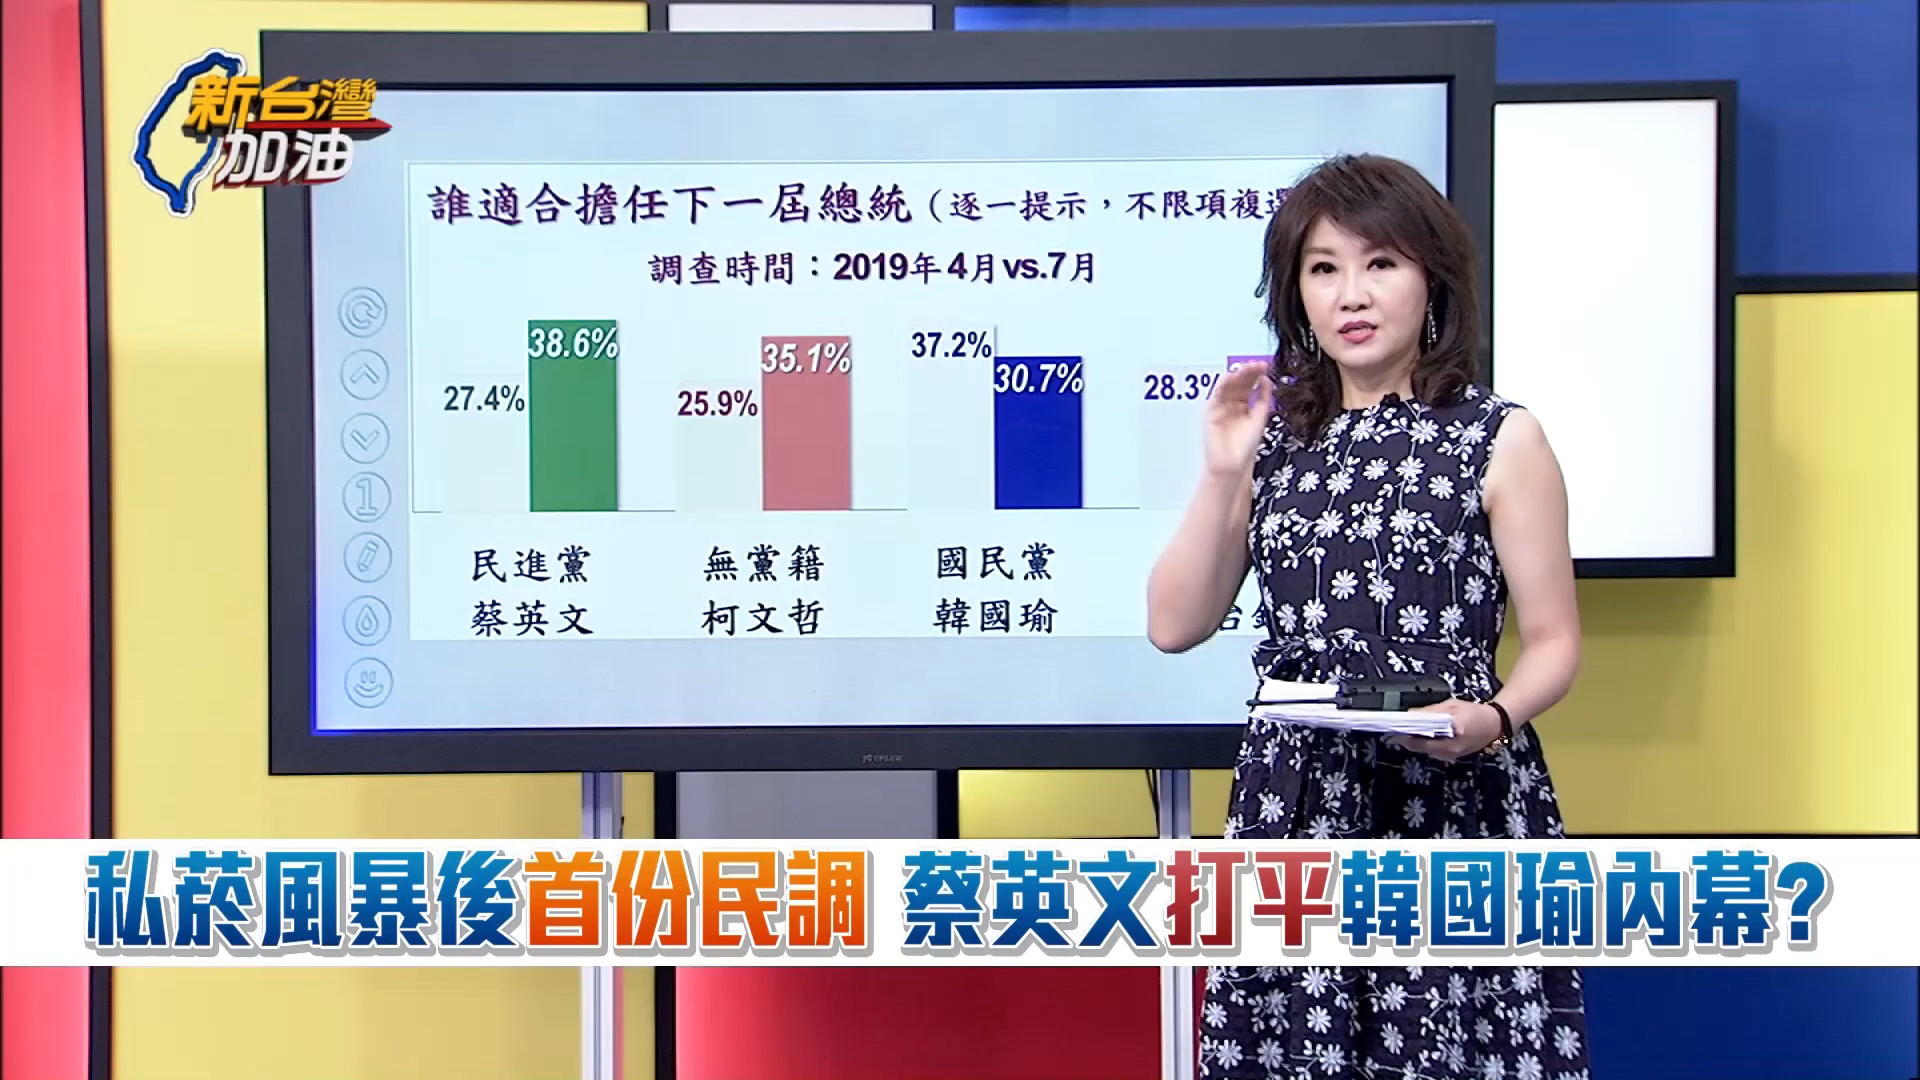 新台灣
加油
誰適合擔任下一屆總統（逐一提示，不限項複選
調查時間：2019年4月vs.7月
27.4% 38.6% 25.9% 35.1% 37.2% 30.7% 28.3%
民進黨 無黨籍 國民黨
蔡英文 柯文哲 韓國瑜 台銘
私菸風暴後首份民調 蔡英文打平韓國瑜內幕?